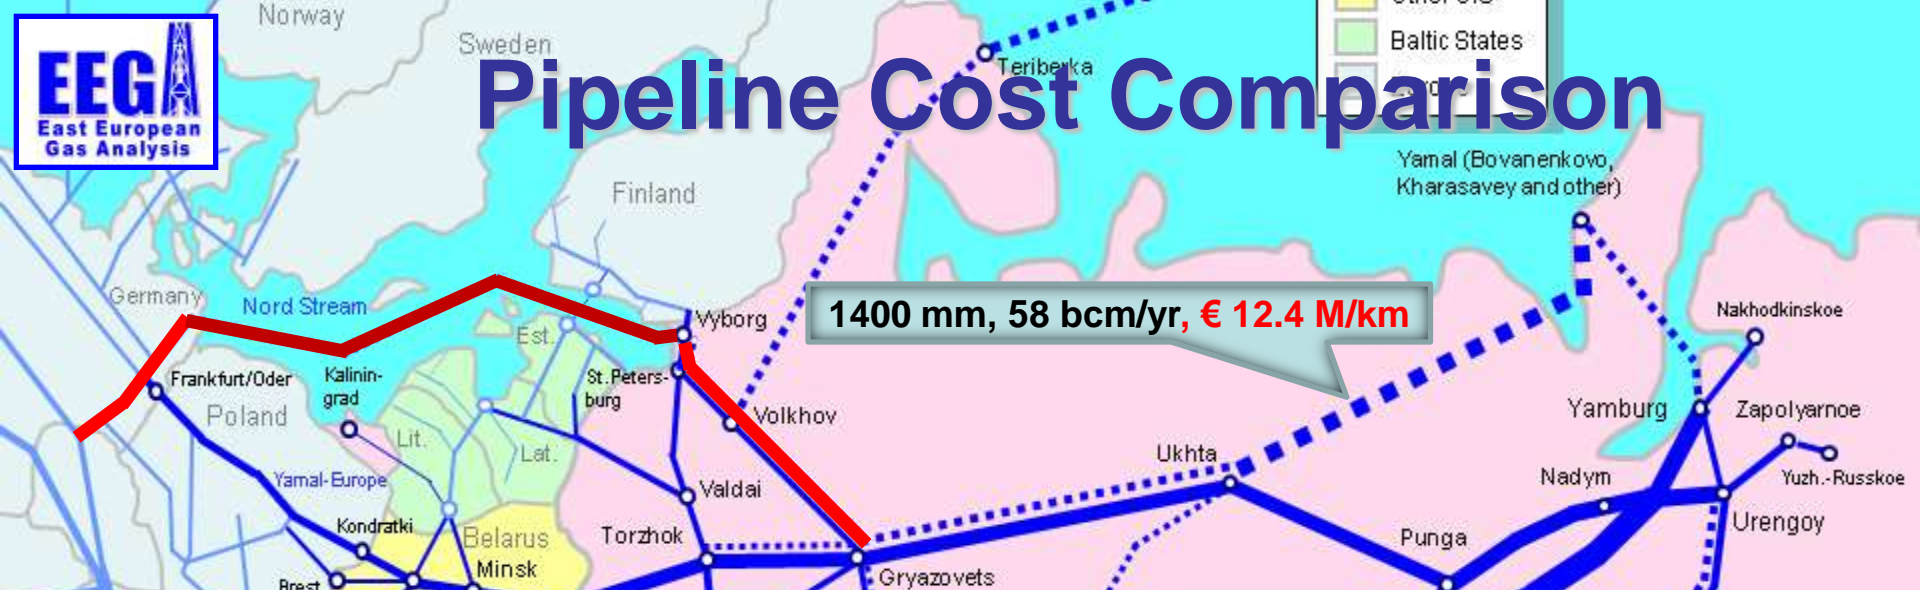 Norway
Sweden
Baltic States
EEGA
East European
Gas Analysis
Pipeline Cost Comparison
Teriberka
Yamal (Bovanenkovo,
Kharasavey and other)
Finland
Germany
Nord Stream
Est.
Vyborg
1400 mm, 58 bcm/yr, € 12.4 M/km
Nakhodkinskoe
Frankfurt/Oder
Kalinin-
grad
St.Peters-
burg
Poland
Volkhov
Yamburg
Zapolyarnoe
Lit.
Lat.
Ukhta
Yamal-Europe
Valdai
Nadym
Yuzh.-Russkoe
Kondratki
Belarus
Torzhok
Punga
Urengoy
Minsk
Gryazovets
Brest